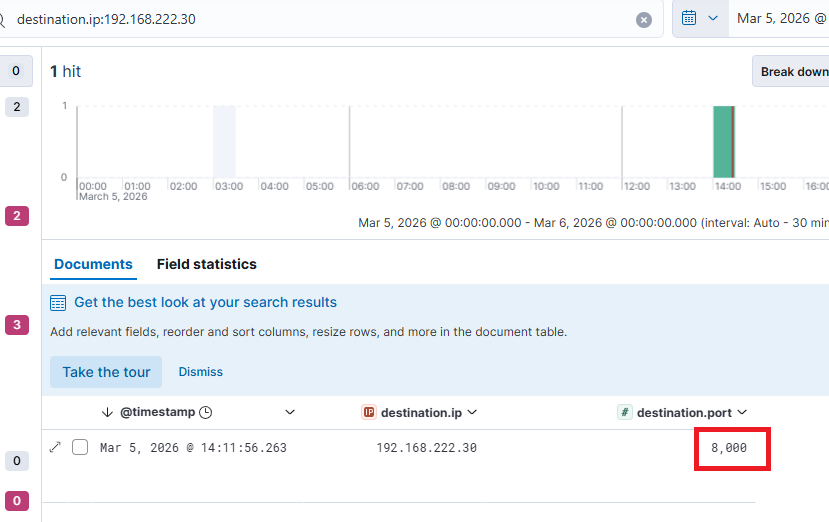 destination.ip:192.168.222.30
Mar 5, 2026 @
0
1 hit
Break down
2
1
0
00:00 01:00 02:00 03:00 04:00 05:00 06:00 07:00 08:00 09:00 10:00 11:00 12:00 13:00 14:00 15:00 16:00
March 5, 2026
2
Mar 5, 2026 @ 00:00:00.000 - Mar 6, 2026 @ 00:00:00.000 (interval: Auto - 30 min
Documents Field statistics
Get the best look at your search results
3
Add relevant fields, reorder and sort columns, resize rows, and more in the document table.
Take the tour Dismiss
@timestamp IP destination.ip # destination.port
Mar 5, 2026 @ 14:11:56.263 192.168.222.30 8,000
0
0